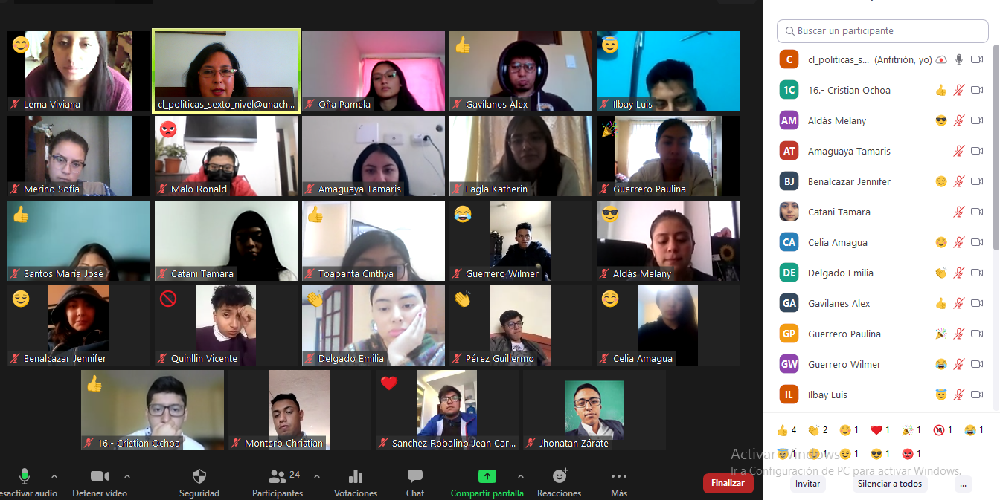 Lema Viviana
cl_politicas_sexto_nivel@unach...
Oña Pamela
Gavilanes Alex
Ilbay Luis
Merino Sofia
Malo Ronald
Amaguaya Tamaris
Lagla Katherin
Guerrero Paulina
Santos María José
Catani Tamara
Toapanta Cinthya
Guerrero Wilmer
Aldás Melany
Benalcazar Jennifer
Quinllin Vicente
Delgado Emilia
Pérez Guillermo
Celia Amagua
16.- Cristian Ochoa
Montero Christian
Sanchez Robalino Jean Car...
Jhonatan Zárate
esactivar audio
Detener vídeo
Seguridad
Participantes
24
Votaciones
Chat
Compartir pantalla
Reacciones
Más
Finalizar
Buscar un participante
C cl_politicas_s... (Anfitrión, yo)
1C 16.- Cristian Ochoa
AM Aldás Melany
AT Amaguaya Tamaris
BJ Benalcazar Jennifer
Catani Tamara
CA Celia Amagua
DE Delgado Emilia
GA Gavilanes Alex
GP Guerrero Paulina
GW Guerrero Wilmer
IL Ilbay Luis
4 2 1 1 1 1 1
1 1 1 1 1
Activar Windows
Ir a Configuración de PC para activar Windows.
Invitar
Silenciar a todos
...